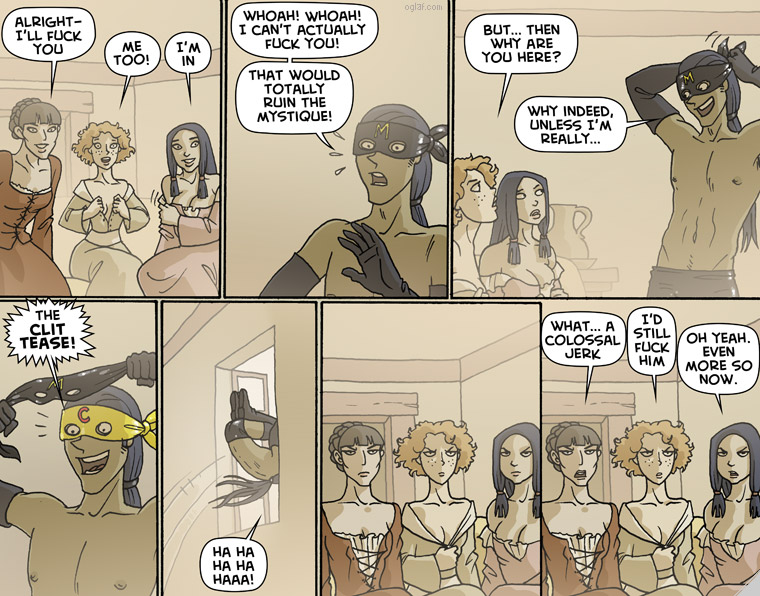 oglaf.com
ALRIGHT-
I'LL FUCK
YOU
ME
TOO!
I'M
IN
WHOAH! WHOAH!
I CAN'T ACTUALLY
FUCK YOU!
THAT WOULD
TOTALLY
RUIN THE
MYSTIQUE!
M
BUT... THEN
WHY ARE
YOU HERE?
WHY INDEED,
UNLESS I'M
REALLY...
M
THE
CLIT
TEASE!
M
C
HA HA
HA HA
HAAA!
WHAT... A
COLOSSAL
JERK
I'D
STILL
FUCK
HIM
OH YEAH.
EVEN
MORE SO
NOW.